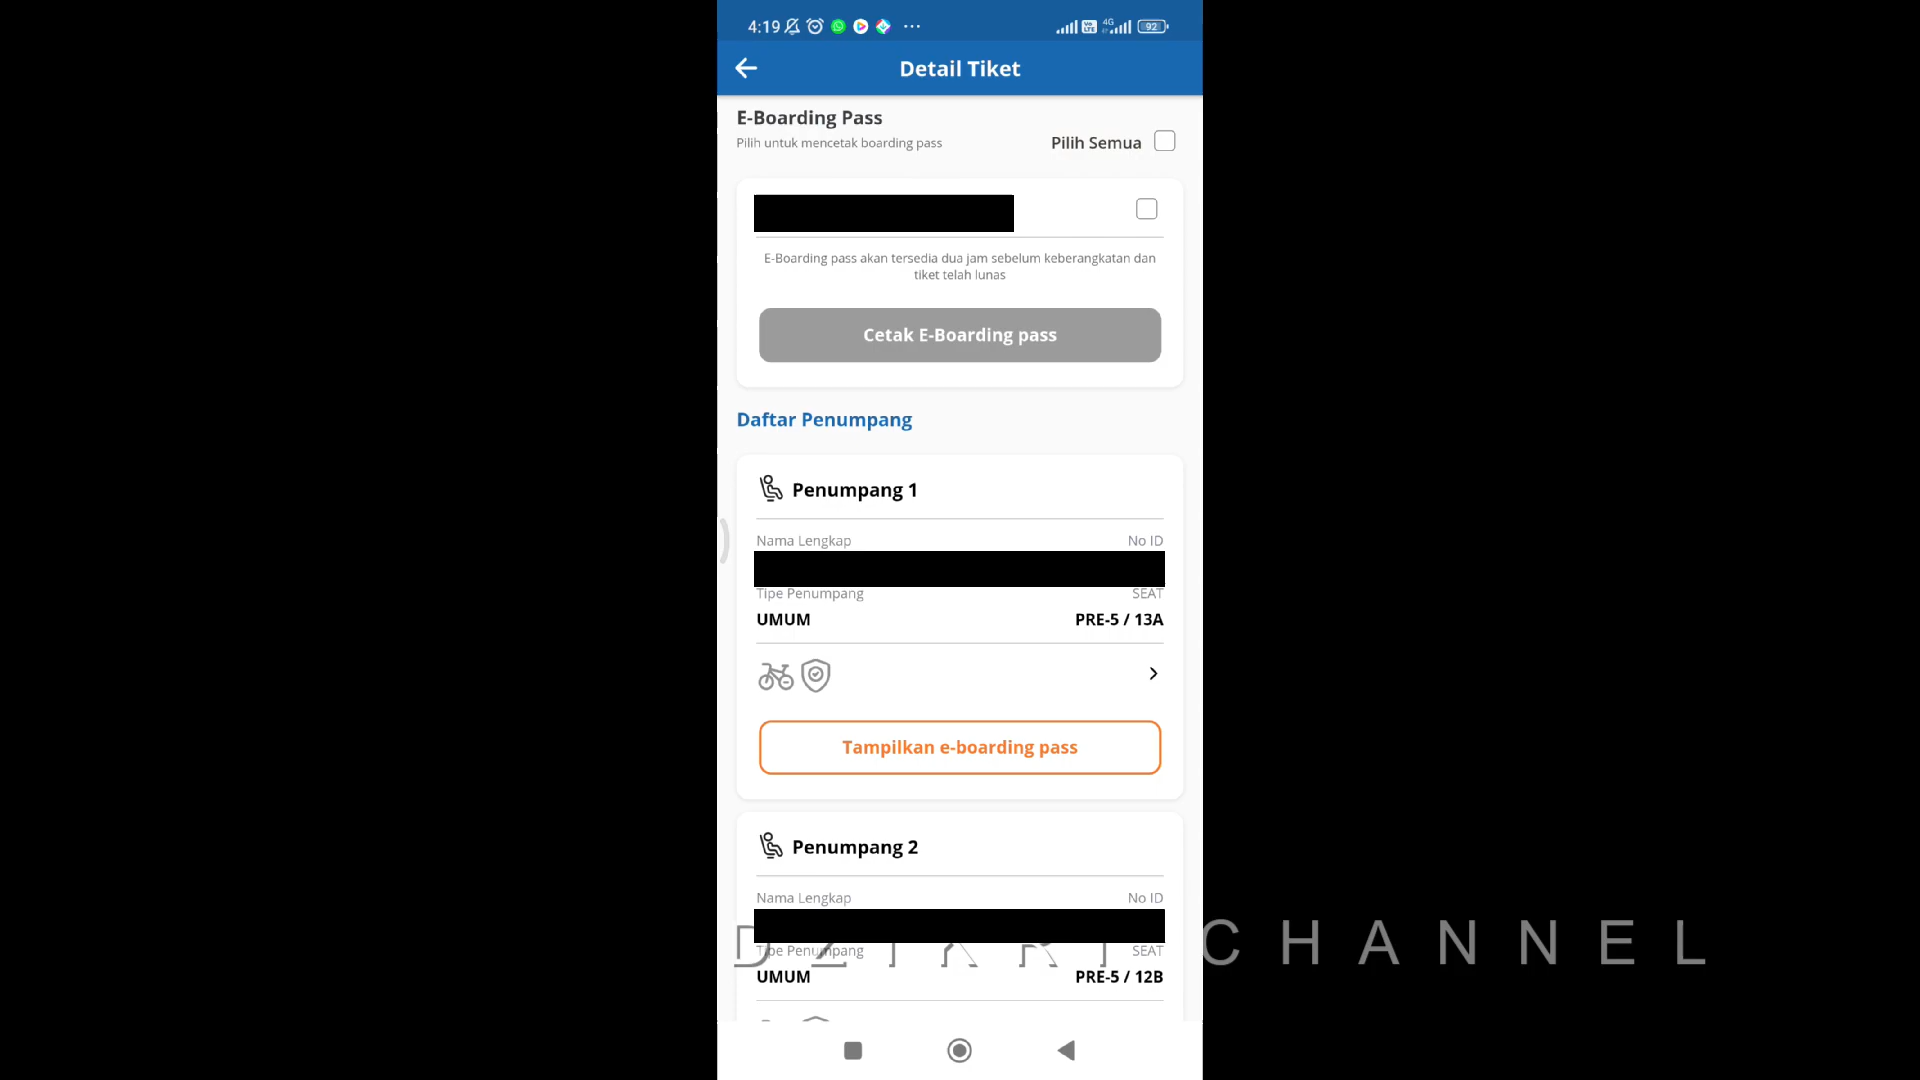 4:19
4G
92
Detail Tiket
E-Boarding Pass
Pilih untuk mencetak boarding pass
Pilih Semua
E-Boarding pass akan tersedia dua jam sebelum keberangkatan dan
tiket telah lunas
Cetak E-Boarding pass
Daftar Penumpang
Penumpang 1
Nama Lengkap No ID
Tipe Penumpang SEAT
UMUM PRE-5 / 13A
Tampilkan e-boarding pass
Penumpang 2
Nama Lengkap No ID
Tipe Penumpang SEAT
UMUM PRE-5 / 12B
CHANNEL